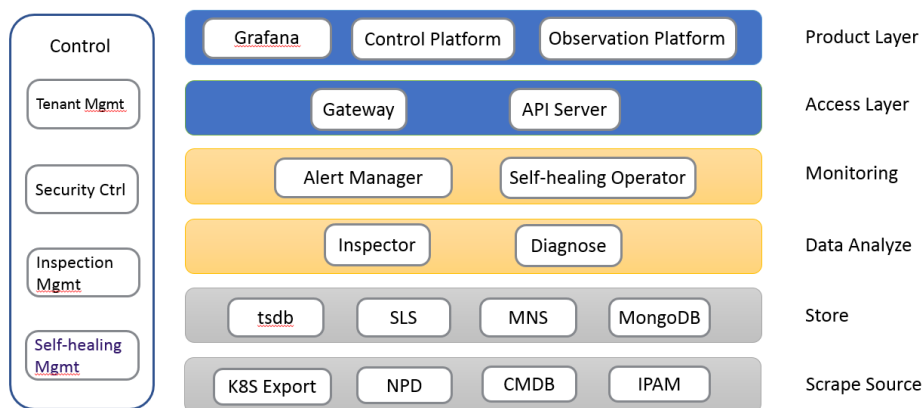 Control
Tenant Mgmt
Security Ctrl
Inspection
Mgmt
Self-healing
Mgmt
Grafana
Control Platform
Observation Platform
Product Layer
Gateway
API Server
Access Layer
Alert Manager
Self-healing Operator
Monitoring
Inspector
Diagnose
Data Analyze
tsdb
SLS
MNS
MongoDB
Store
K8S Export
NPD
CMDB
IPAM
Scrape Source